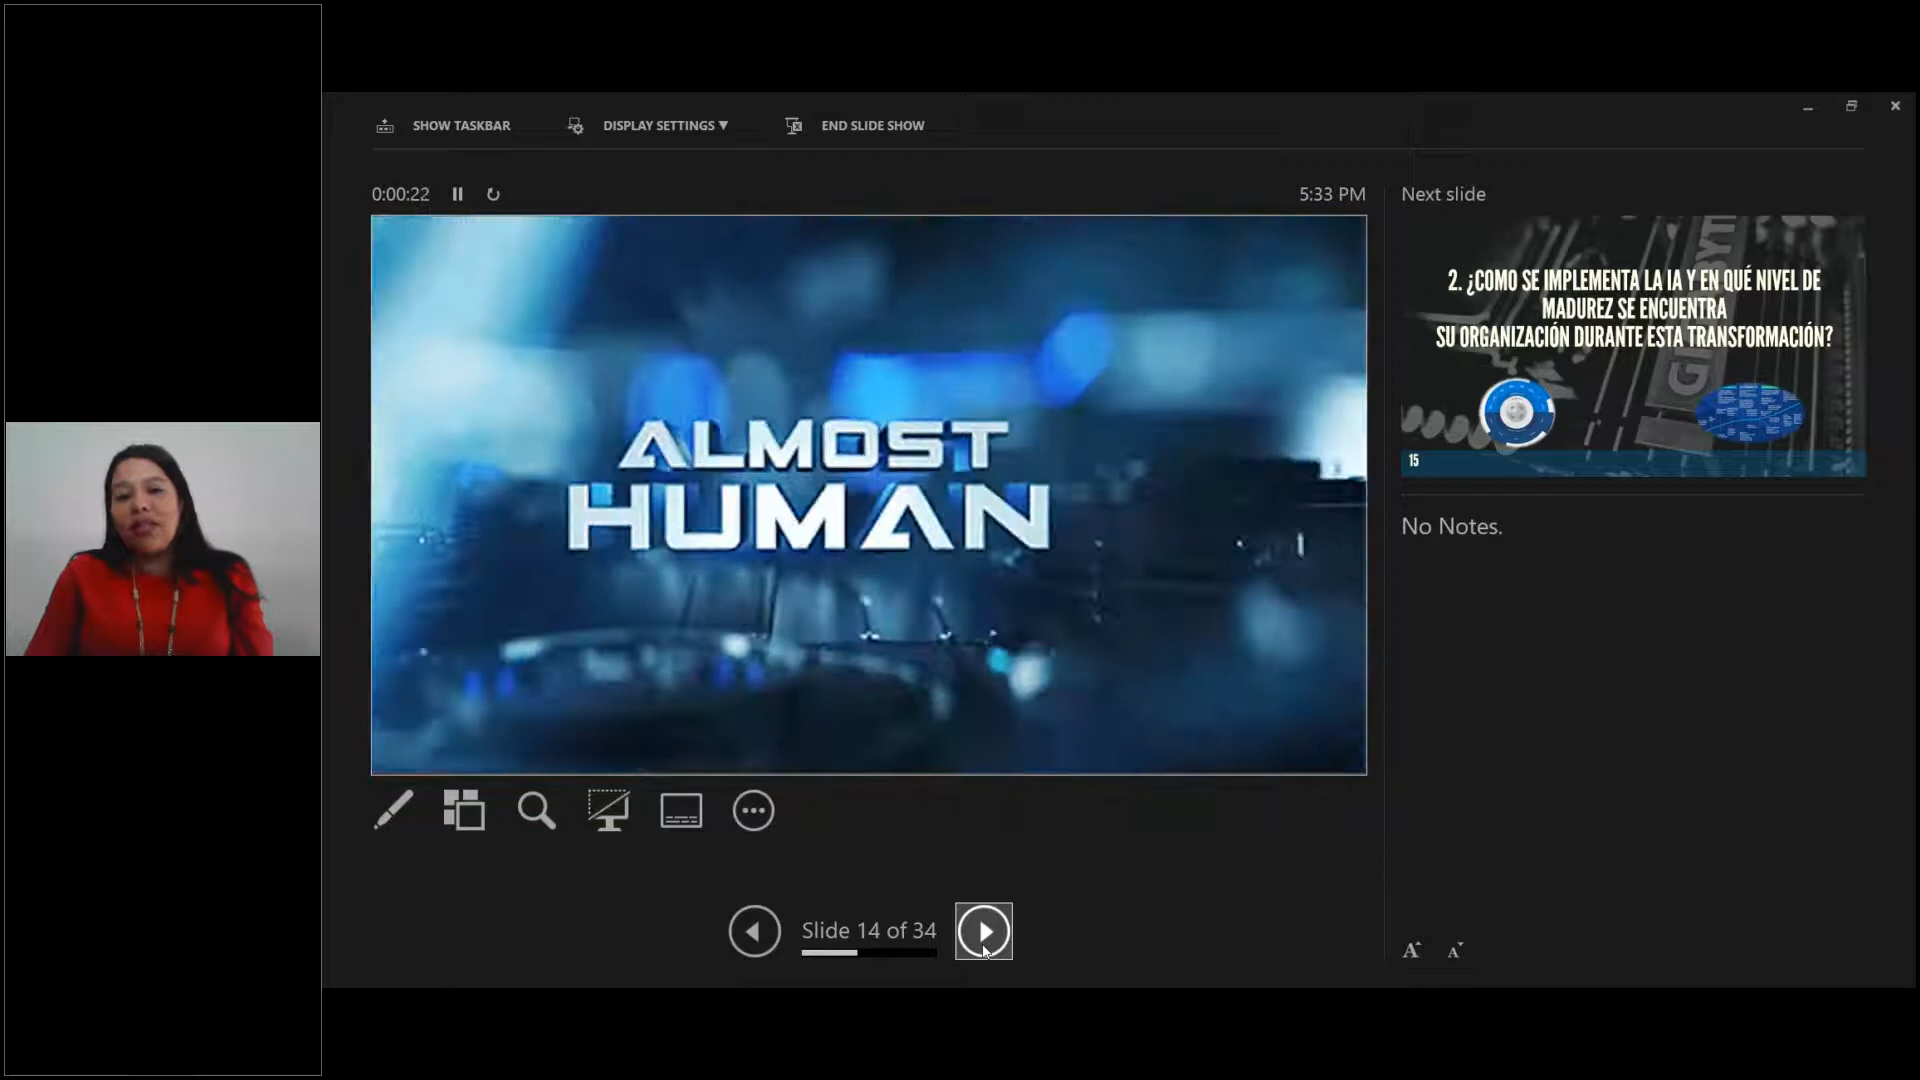 SHOW TASKBAR
DISPLAY SETTINGS ▼
END SLIDE SHOW
0:00:22
5:33 PM
Next slide
ALMOST
HUMAN
2. ¿COMO SE IMPLEMENTA LA IA Y EN QUÉ NIVEL DE
MADUREZ SE ENCUENTRA
SU ORGANIZACIÓN DURANTE ESTA TRANSFORMACIÓN?
15
No Notes.
Slide 14 of 34
A A